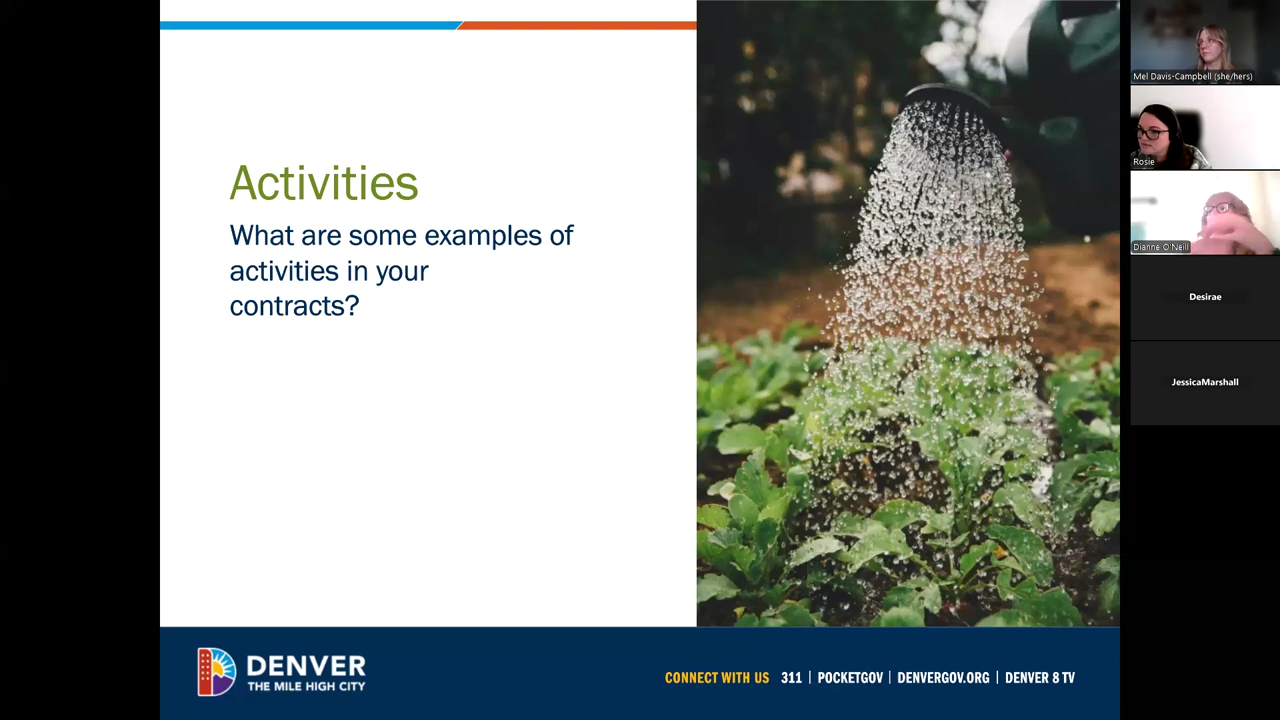 Activities
What are some examples of
activities in your
contracts?
DENVER
THE MILE HIGH CITY
CONNECT WITH US 311 | POCKETGOV | DENVERGOV.ORG | DENVER 8 TV
Mel Davis-Campbell (she/hers)
Rosie
Dianne O'Neill
Desirae
JessicaMarshall